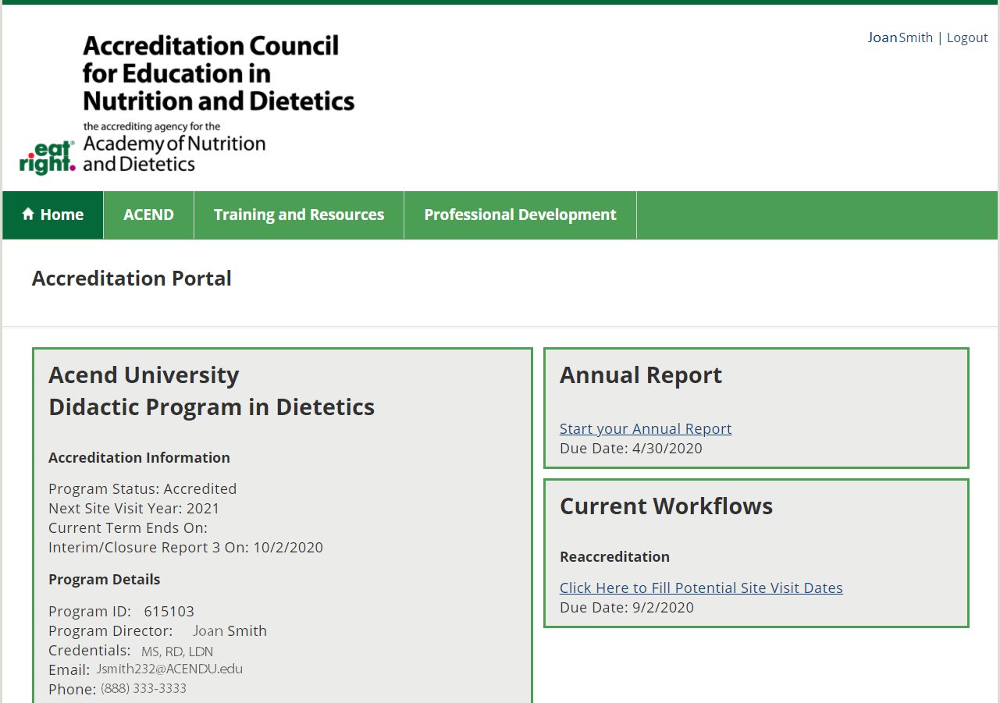 Joan Smith | Logout
Accreditation Council
for Education in
Nutrition and Dietetics
the accrediting agency for the
Academy of Nutrition
and Dietetics
eat®
right.
Home
ACEND
Training and Resources
Professional Development
Accreditation Portal
Acend University
Didactic Program in Dietetics
Accreditation Information
Program Status: Accredited
Next Site Visit Year: 2021
Current Term Ends On:
Interim/Closure Report 3 On: 10/2/2020
Program Details
Program ID: 615103
Program Director: Joan Smith
Credentials: MS, RD, LDN
Email: Jsmith232@ACENDU.edu
Phone: (888) 333-3333
Annual Report
Start your Annual Report
Due Date: 4/30/2020
Current Workflows
Reaccreditation
Click Here to Fill Potential Site Visit Dates
Due Date: 9/2/2020